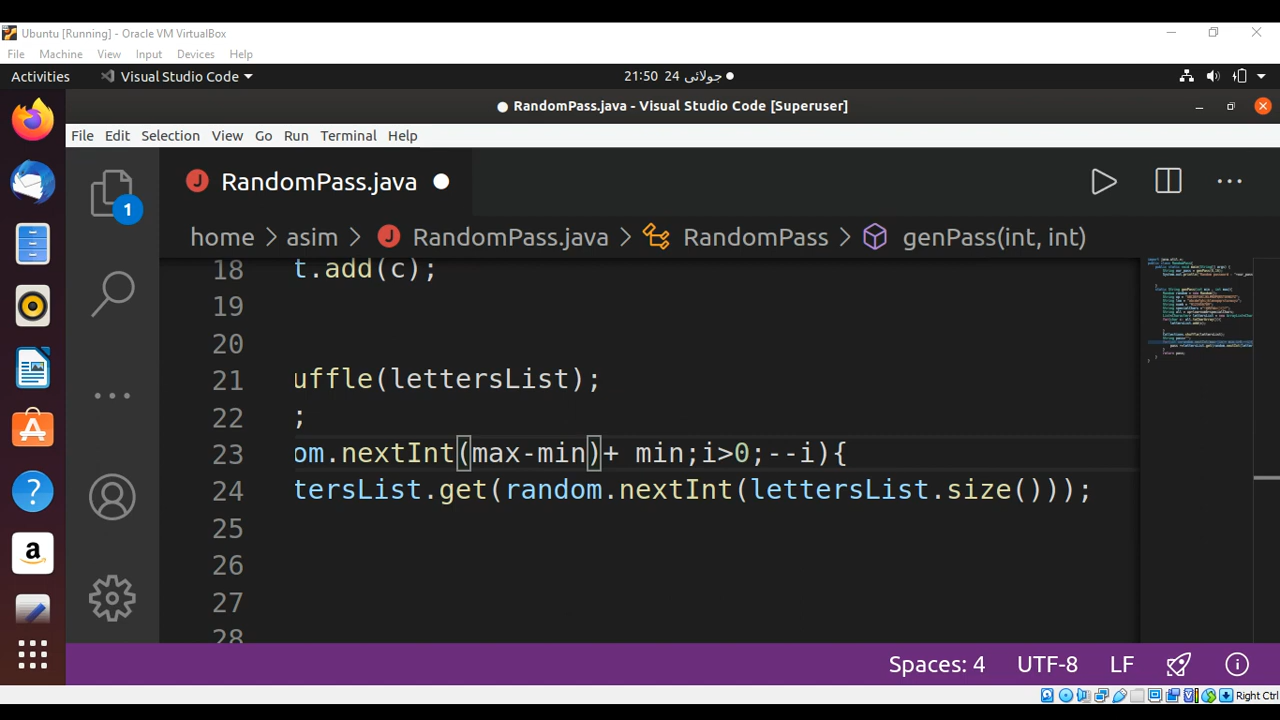 Ubuntu [Running] - Oracle VM VirtualBox
File Machine View Input Devices Help
Activities Visual Studio Code 21:50 24 جولائی
RandomPass.java - Visual Studio Code [Superuser]
File Edit Selection View Go Run Terminal Help
RandomPass.java
1
home > asim > RandomPass.java > RandomPass > genPass(int, int)
18 t.add(c);
19
20
21 uffle(lettersList);
22 ;
23 om.nextInt(max-min)+ min;i>0;--i){
24 tersList.get(random.nextInt(lettersList.size()));
25
26
27
28
Spaces: 4 UTF-8 LF
Right Ctrl